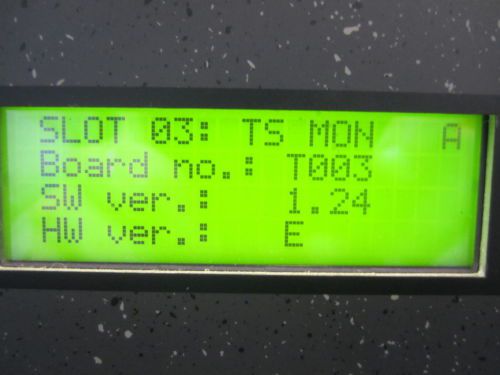 SLOT 03: TS MON A
Board no.: T003
SW ver.: 1.24
HW ver.: E